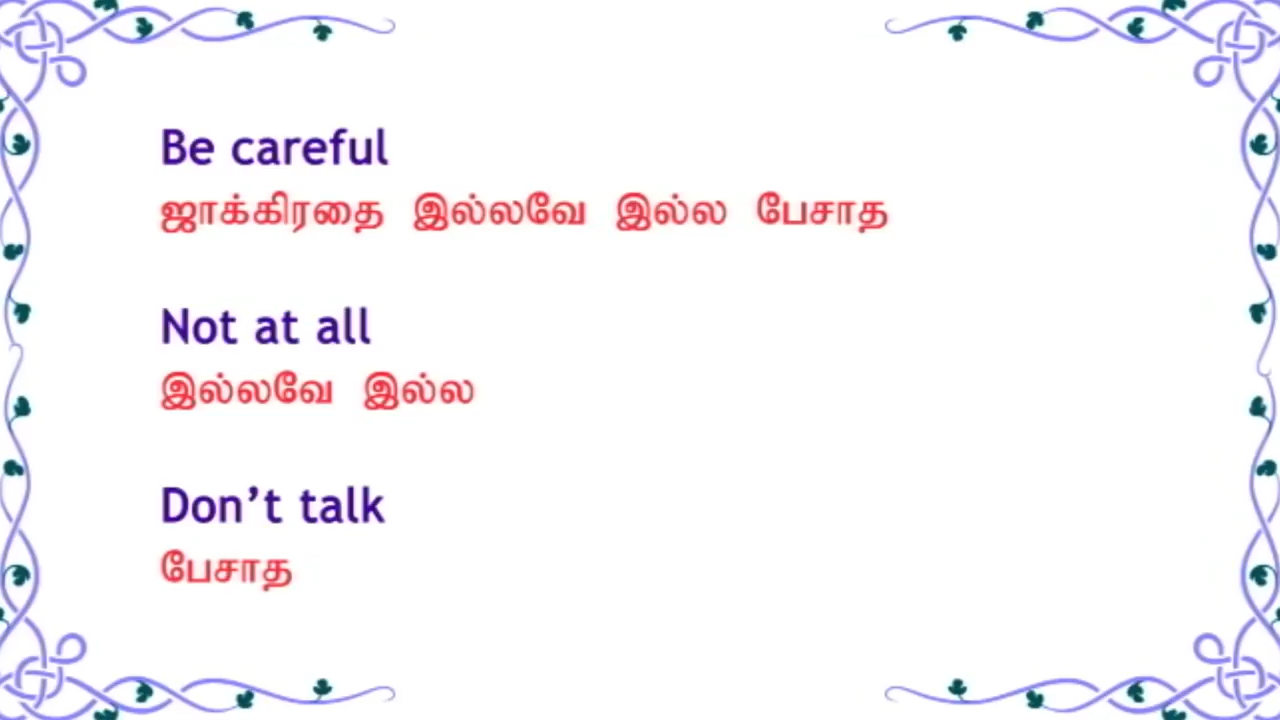 Be careful
ஜாக்கிரதை இல்லவே இல்ல பேசாத
Not at all
இல்லவே இல்ல
Don’t talk
பேசாத